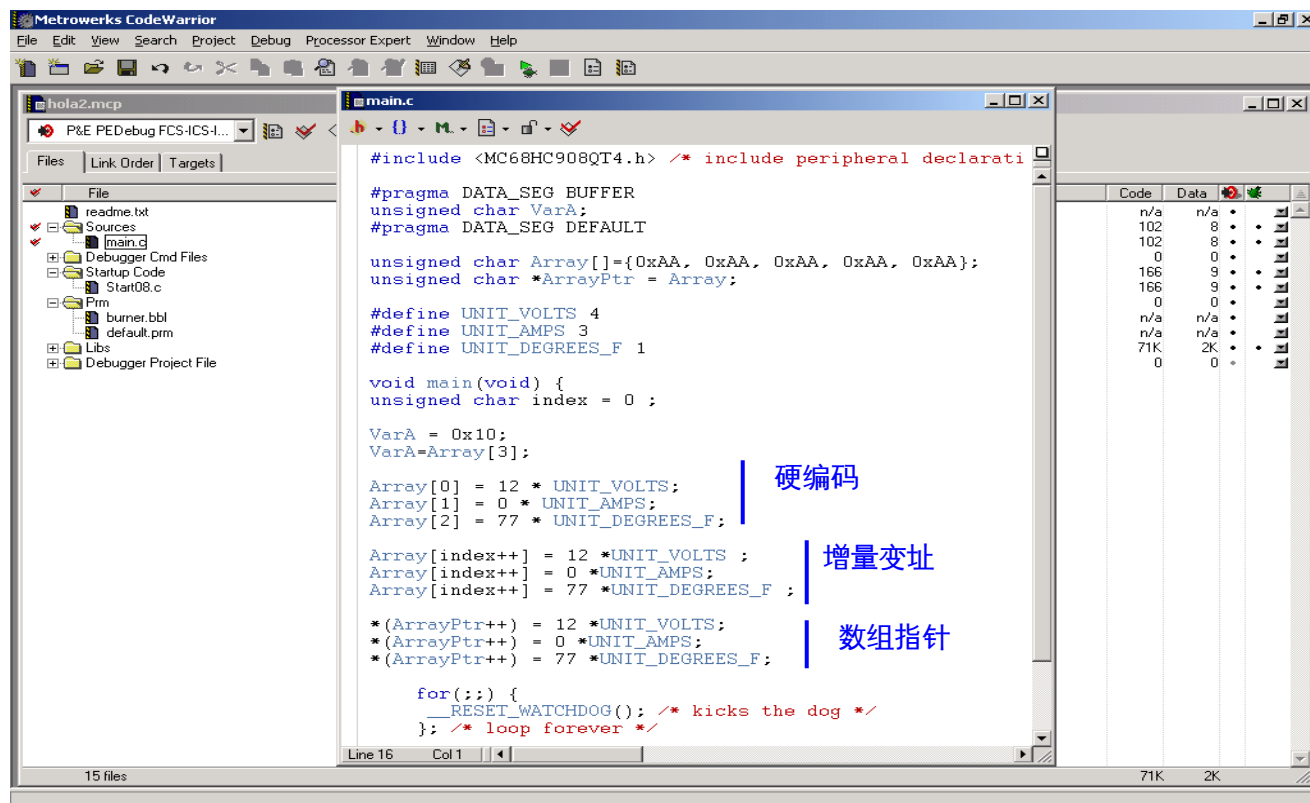 Metrowerks CodeWarrior
File Edit View Search Project Debug Processor Expert Window Help
hola2.mcp
P&E PEDebug FCS-ICS-I...
Files Link Order Targets
File Code Data
readme.txt n/a n/a
Sources 102 8
main.c 102 8
Debugger Cmd Files 0 0
Startup Code 166 9
Start08.c 166 9
Prm 0 0
burner.bbl n/a n/a
default.prm n/a n/a
Libs 71K 2K
Debugger Project File 0 0
main.c
#include <MC68HC908QT4.h> /* include peripheral declarati
#pragma DATA_SEG BUFFER
unsigned char VarA;
#pragma DATA_SEG DEFAULT
unsigned char Array[]={0xAA, 0xAA, 0xAA, 0xAA, 0xAA};
unsigned char *ArrayPtr = Array;
#define UNIT_VOLTS 4
#define UNIT_AMPS 3
#define UNIT_DEGREES_F 1
void main(void) {
unsigned char index = 0 ;
VarA = 0x10;
VarA=Array[3];
Array[0] = 12 * UNIT_VOLTS;
Array[1] = 0 * UNIT_AMPS;
Array[2] = 77 * UNIT_DEGREES_F;
硬编码
Array[index++] = 12 *UNIT_VOLTS ;
Array[index++] = 0 *UNIT_AMPS;
Array[index++] = 77 *UNIT_DEGREES_F ;
增量变址
*(ArrayPtr++) = 12 *UNIT_VOLTS;
*(ArrayPtr++) = 0 *UNIT_AMPS;
*(ArrayPtr++) = 77 *UNIT_DEGREES_F;
数组指针
for(;;) {
__RESET_WATCHDOG(); /* kicks the dog */
}; /* loop forever */
Line 16 Col 1
15 files 71K 2K